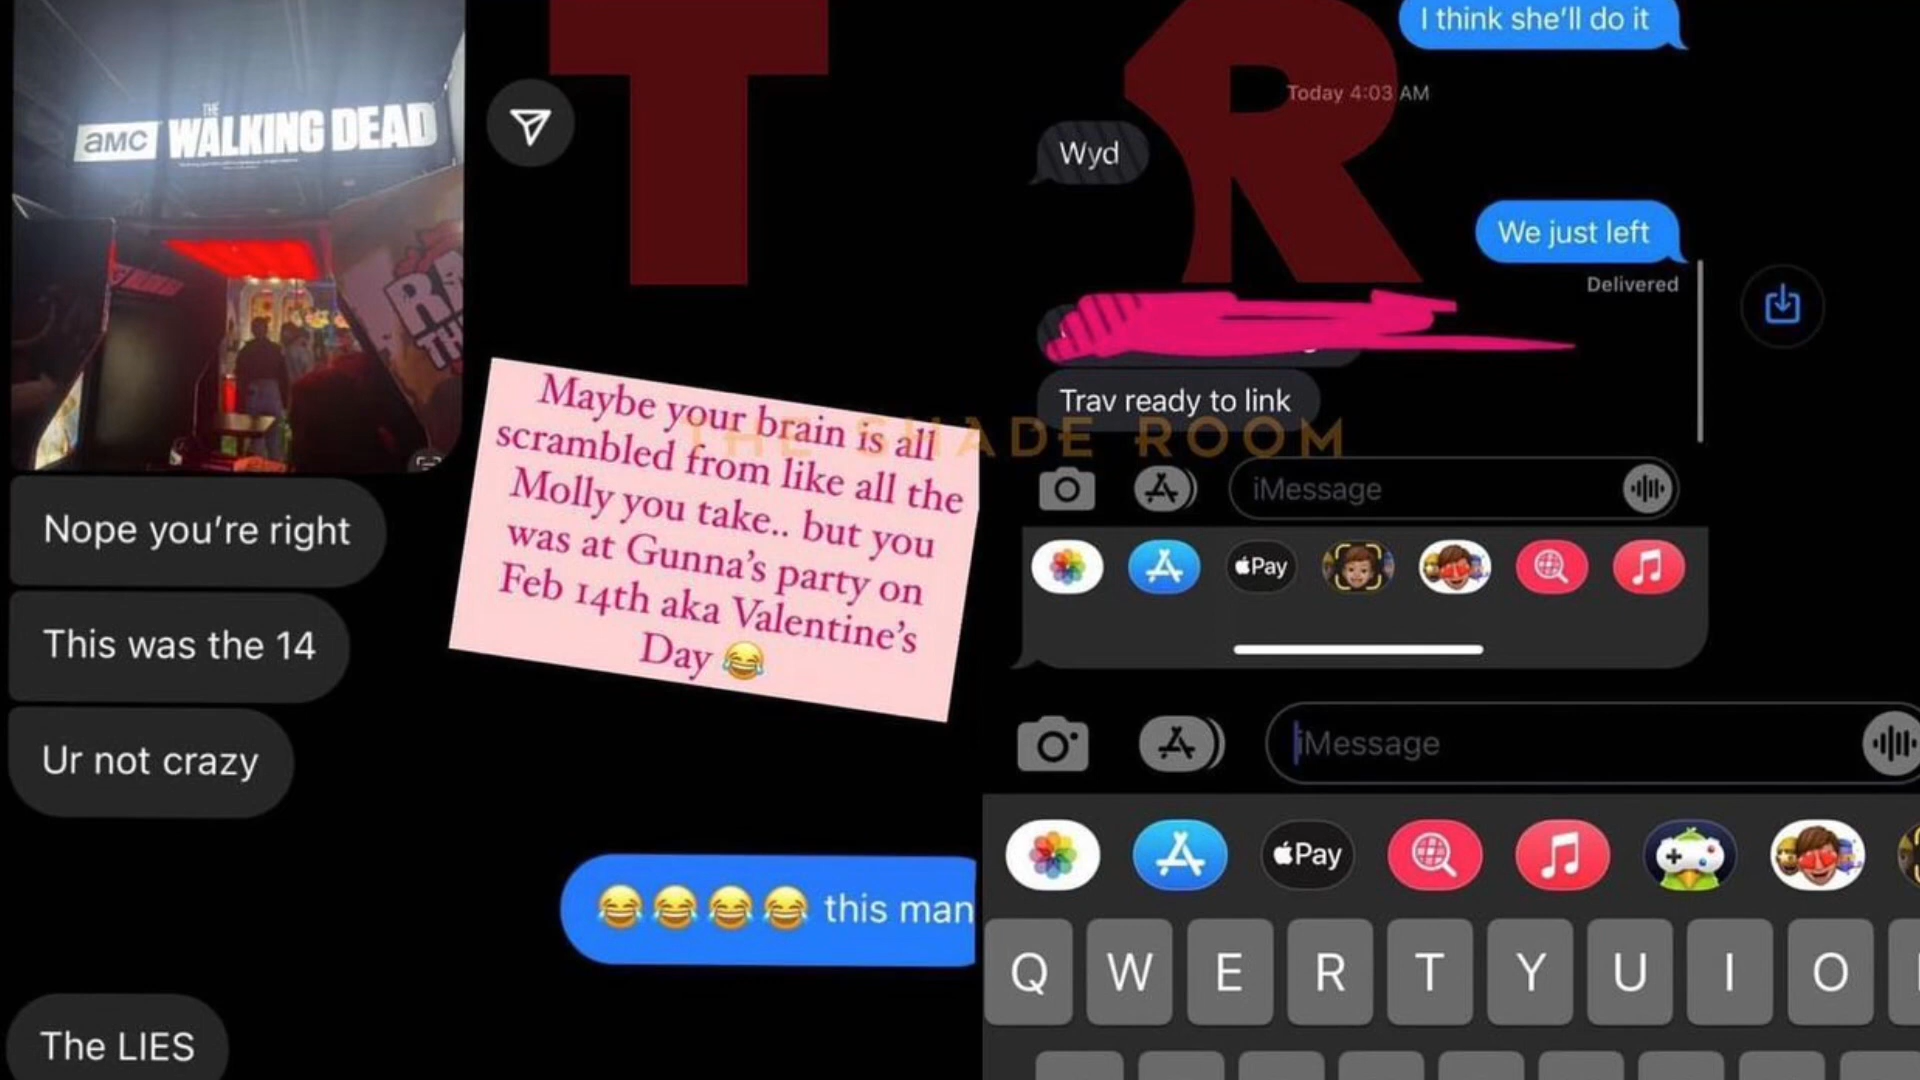 aMC THE WALKING DEAD
RA
TH
Nope you're right
This was the 14
Ur not crazy
😂😂😂😂 this man
The LIES
T
Maybe your brain is all
scrambled from like all the
Molly you take.. but you
was at Gunna's party on
Feb 14th aka Valentine's
Day 😂
THE SHADE ROOM
R
I think she'll do it
Today 4:03 AM
Wyd
We just left
Delivered
Trav ready to link
iMessage
Pay
iMessage
Pay
Q W E R T Y U I O